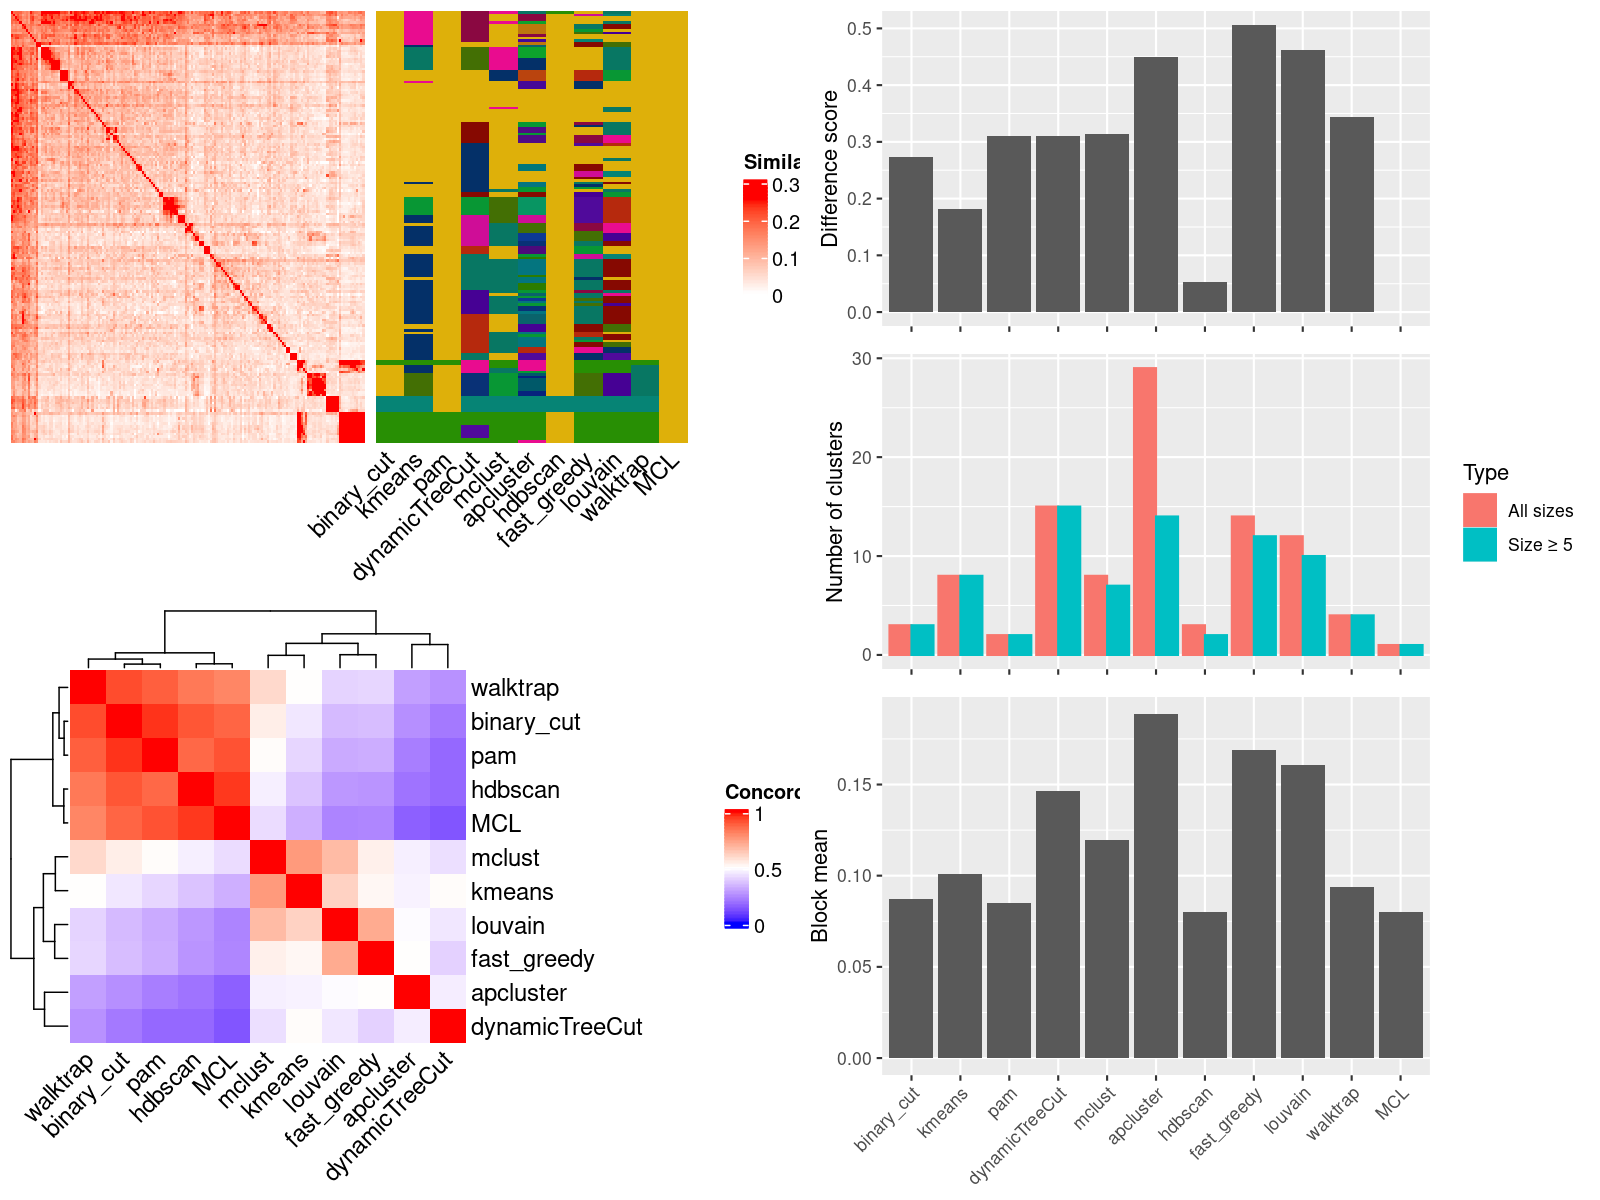 Simila
0.3
0.2
0.1
0
binary_cut
kmeans
pam
dynamicTreeCut
mclust
apcluster
hdbscan
fast_greedy
louvain
walktrap
MCL
walktrap
binary_cut
pam
hdbscan
MCL
mclust
kmeans
louvain
fast_greedy
apcluster
dynamicTreeCut
walktrap
binary_cut
pam
hdbscan
MCL
mclust
kmeans
louvain
fast_greedy
apcluster
dynamicTreeCut
Concord
1
0.5
0
Difference score
0.5
0.4
0.3
0.2
0.1
0.0
Number of clusters
30
20
10
0
Type
All sizes
Size ≥ 5
Block mean
0.15
0.10
0.05
0.00
binary_cut
kmeans
pam
dynamicTreeCut
mclust
apcluster
hdbscan
fast_greedy
louvain
walktrap
MCL